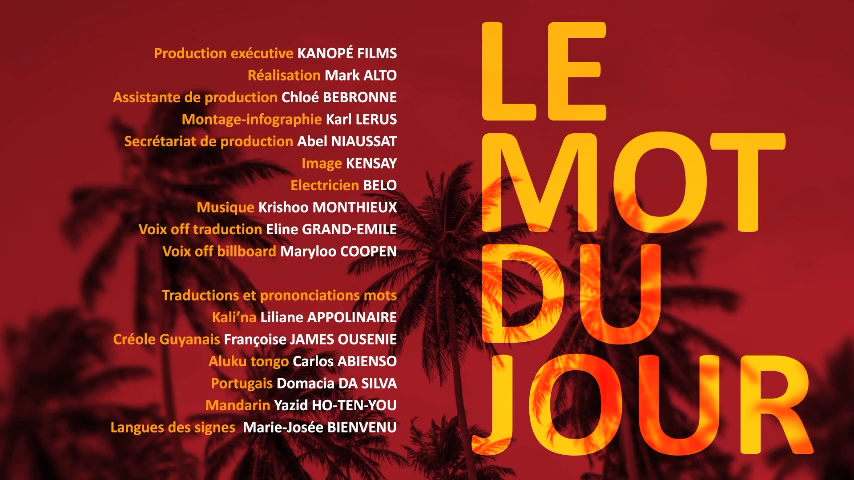 Production exécutive KANOPÉ FILMS
Réalisation Mark ALTO
Assistante de production Chloé BEBRONNE
Montage-infographie Karl LERUS
Secrétariat de production Abel NIAUSSAT
Image KENSAY
Electricien BELO
Musique Krishoo MONTHIEUX
Voix off traduction Eline GRAND-EMILE
Voix off billboard Maryloo COOPEN
Traductions et prononciations mots
Kali’na Liliane APPOLINAIRE
Créole Guyanais Françoise JAMES OUSENIE
Aluku tongo Carlos ABIENSO
Portugais Domacia DA SILVA
Mandarin Yazid HO-TEN-YOU
Langues des signes Marie-Josée BIENVENU
LE
MOT
DU
JOUR